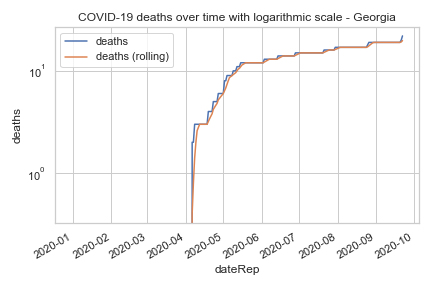 COVID-19 deaths over time with logarithmic scale - Georgia
deaths
deaths (rolling)
10¹
10⁰
deaths
2020-01
2020-02
2020-03
2020-04
2020-05
2020-06
2020-07
2020-08
2020-09
2020-10
dateRep